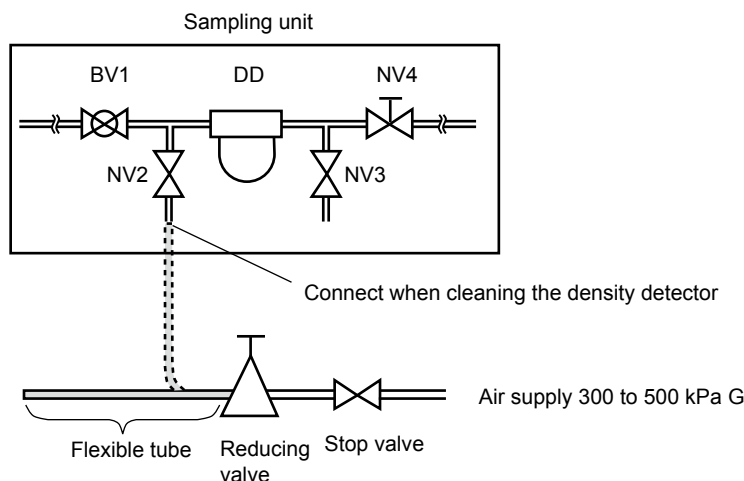 Sampling unit
BV1
DD
NV4
NV2
NV3
Connect when cleaning the density detector
Air supply 300 to 500 kPa G
Flexible tube
Reducing
valve
Stop valve